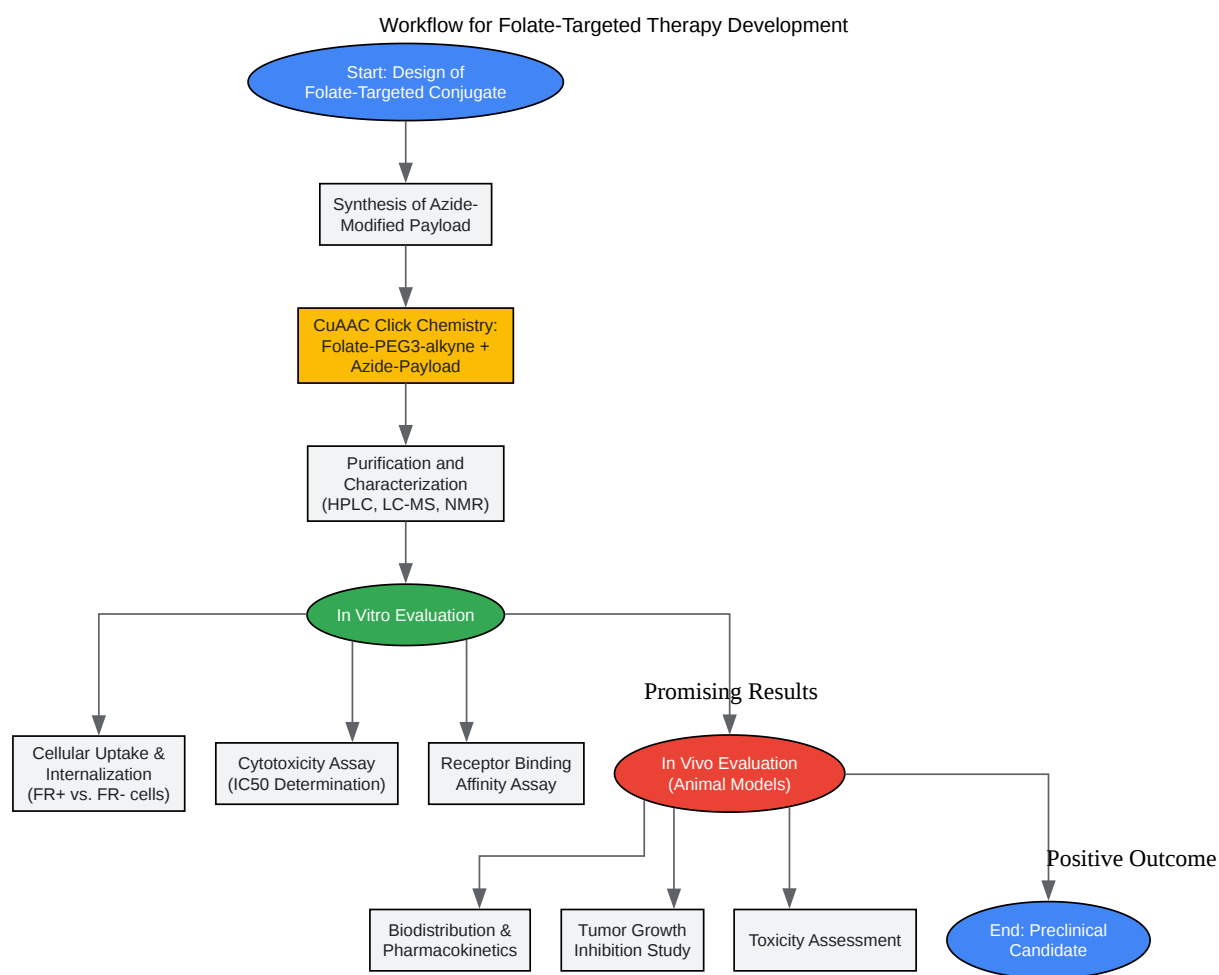 Workflow for Folate-Targeted Therapy Development
Start: Design of
Folate-Targeted Conjugate
Synthesis of Azide-
Modified Payload
CuAAC Click Chemistry:
Folate-PEG3-alkyne +
Azide-Payload
Purification and
Characterization
(HPLC, LC-MS, NMR)
In Vitro Evaluation
Promising Results
Cellular Uptake &
Internalization
(FR+ vs. FR- cells)
Cytotoxicity Assay
(IC50 Determination)
Receptor Binding
Affinity Assay
In Vivo Evaluation
(Animal Models)
Positive Outcome
Biodistribution &
Pharmacokinetics
Tumor Growth
Inhibition Study
Toxicity Assessment
End: Preclinical
Candidate